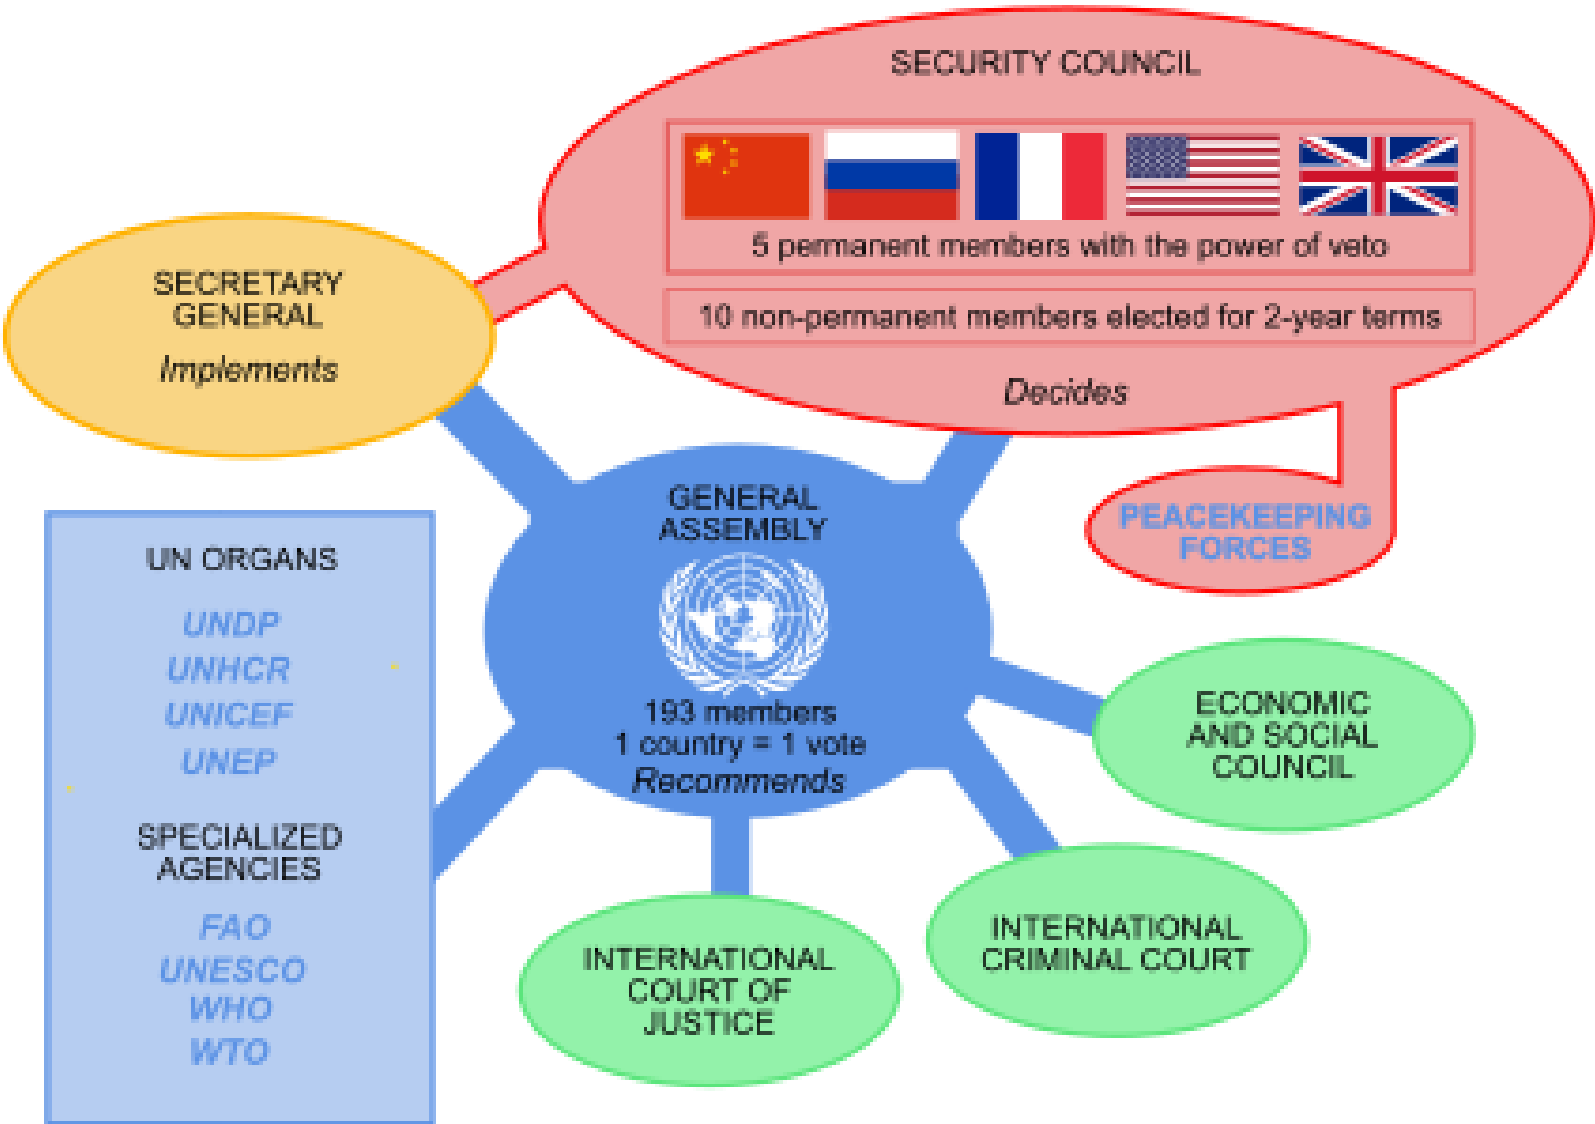 SECURITY COUNCIL
5 permanent members with the power of veto
10 non-permanent members elected for 2-year terms
Decides
SECRETARY
GENERAL
Implements
PEACEKEEPING
FORCES
GENERAL
ASSEMBLY
193 members
1 country = 1 vote
Recommends
UN ORGANS
UNDP
UNHCR
UNICEF
UNEP
SPECIALIZED
AGENCIES
FAO
UNESCO
WHO
WTO
ECONOMIC
AND SOCIAL
COUNCIL
INTERNATIONAL
CRIMINAL COURT
INTERNATIONAL
COURT OF
JUSTICE